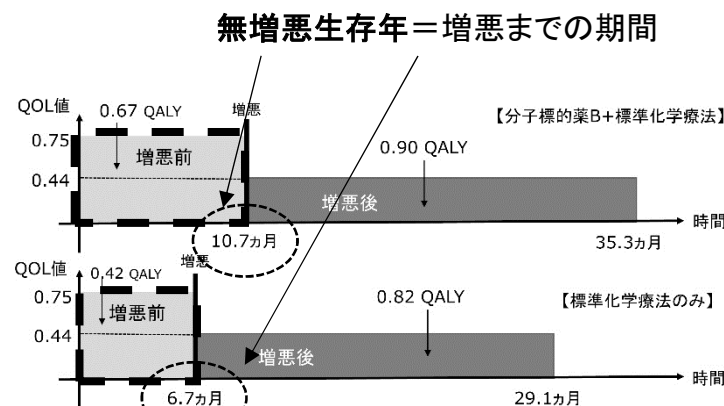 無増悪生存年＝増悪までの期間
QOL値
0.67 QALY
増悪
【分子標的薬B+標準化学療法】
0.75
増悪前
0.90 QALY
0.44
増悪後
時間
10.7ヵ月
35.3ヵ月
QOL値
0.42 QALY
増悪
0.75
増悪前
0.82 QALY
【標準化学療法のみ】
0.44
増悪後
時間
6.7ヵ月
29.1ヵ月